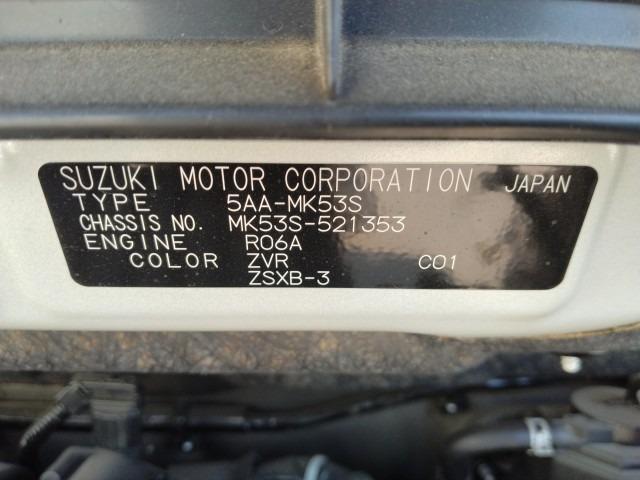 SUZUKI MOTOR CORPORATION JAPAN
TYPE 5AA-MK53S
CHASSIS NO. MK53S-521353
ENGINE R06A
COLOR ZVR C01
ZSXB-3